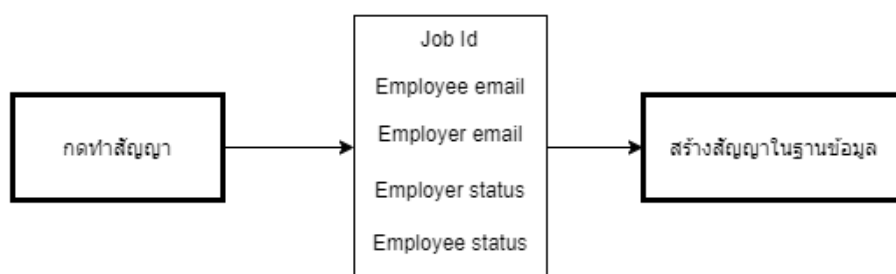 Job Id
Employee email
กดทำสัญญา
Employer email
สร้างสัญญาในฐานข้อมูล
Employer status
Employee status